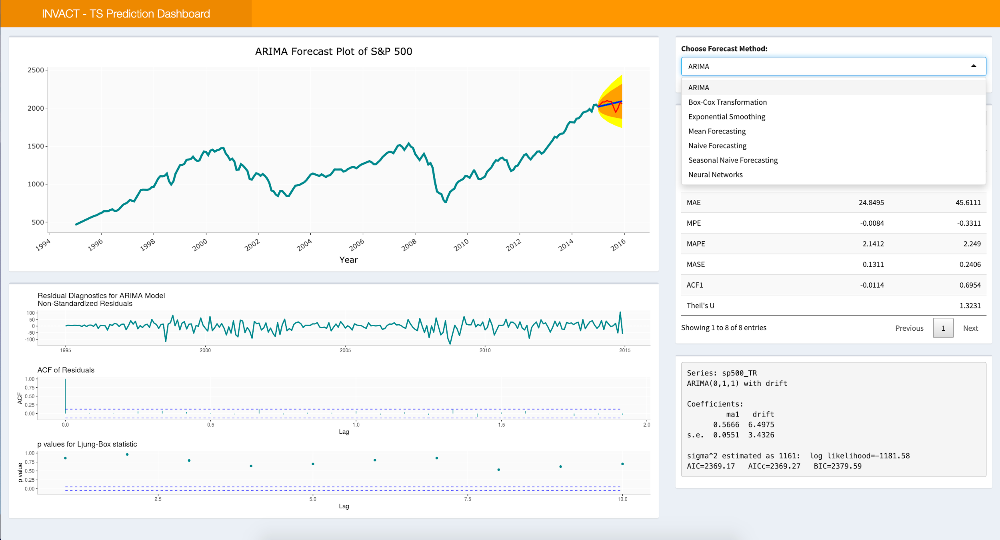 INVACT - TS Prediction Dashboard
ARIMA Forecast Plot of S&P 500
2500
2000
1500
1000
500
1994 1996 1998 2000 2002 2004 2006 2008 2010 2012 2014 2016
Year
Residual Diagnostics for ARIMA Model
Non-Standardized Residuals
100
50
0
-50
-100
1995 2000 2005 2010 2015
ACF of Residuals
1.00
0.75
0.50
0.25
0.00
ACF
0.0 0.5 1.0 1.5 2.0
Lag
p values for Ljung-Box statistic
1.00
0.75
0.50
0.25
0.00
p value
2.5 5.0 7.5 10.0
Lag
Choose Forecast Method:
ARIMA
ARIMA
Box-Cox Transformation
Exponential Smoothing
Mean Forecasting
Naive Forecasting
Seasonal Naive Forecasting
Neural Networks
MAE 24.8495 45.6111
MPE -0.0084 -0.3311
MAPE 2.1412 2.249
MASE 0.1311 0.2406
ACF1 -0.0114 0.6954
Theil's U 1.3231
Showing 1 to 8 of 8 entries Previous 1 Next
Series: sp500_TR
ARIMA(0,1,1) with drift
Coefficients:
ma1 drift
0.5666 6.4975
s.e. 0.0551 3.4326
sigma^2 estimated as 1161: log likelihood=-1181.58
AIC=2369.17 AICc=2369.27 BIC=2379.59